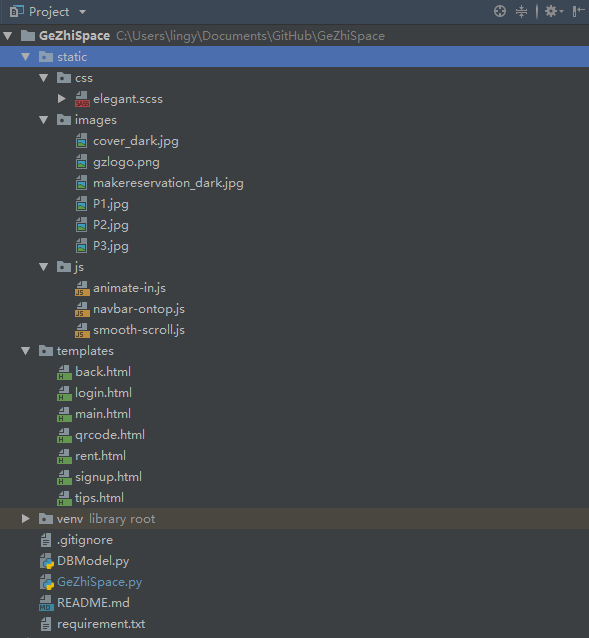 Project
GeZhiSpace C:\Users\lingy\Documents\GitHub\GeZhiSpace
static
css
elegant.scss
images
cover_dark.jpg
gzlogo.png
makereservation_dark.jpg
P1.jpg
P2.jpg
P3.jpg
js
animate-in.js
navbar-ontop.js
smooth-scroll.js
templates
back.html
login.html
main.html
qrcode.html
rent.html
signup.html
tips.html
venv library root
.gitignore
DBModel.py
GeZhiSpace.py
README.md
requirement.txt